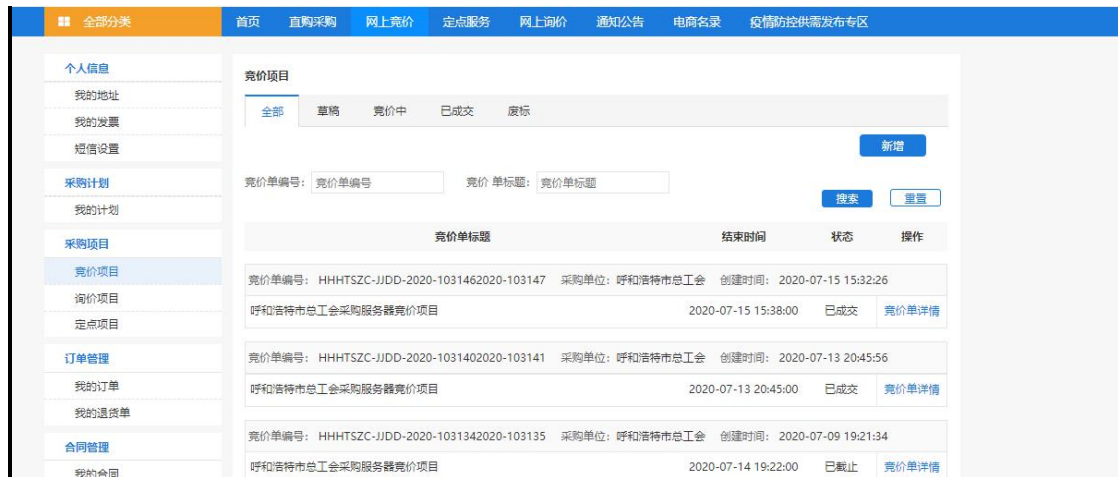 全部分类 首页 直购采购 网上竞价 定点服务 网上询价 通知公告 电商名录 疫情防控供需发布专区
个人信息
我的地址
我的发票
短信设置
采购计划
我的计划
采购项目
竞价项目
询价项目
定点项目
订单管理
我的订单
我的退货单
合同管理
我的合同
竞价项目
全部 草稿 竞价中 已成交 废标
新增
竞价单编号： 竞价单编号 竞价 单标题： 竞价单标题
搜索 重置
竞价单标题 结束时间 状态 操作
竞价单编号： HHHTSZC-JJDD-2020-1031462020-103147 采购单位：呼和浩特市总工会 创建时间： 2020-07-15 15:32:26
呼和浩特市总工会采购服务器竞价项目 2020-07-15 15:38:00 已成交 竞价单详情
竞价单编号： HHHTSZC-JJDD-2020-1031402020-103141 采购单位：呼和浩特市总工会 创建时间： 2020-07-13 20:45:56
呼和浩特市总工会采购服务器竞价项目 2020-07-13 20:45:00 已成交 竞价单详情
竞价单编号： HHHTSZC-JJDD-2020-1031342020-103135 采购单位：呼和浩特市总工会 创建时间： 2020-07-09 19:21:34
呼和浩特市总工会采购服务器竞价项目 2020-07-14 19:22:00 已截止 竞价单详情